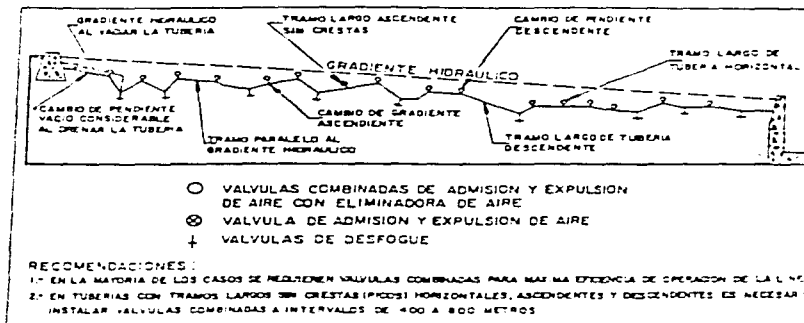 GRADIENTE HIDRAULICO
AL VACIAR LA TUBERIA
TRAMO LARGO ASCENDENTE
SIN CRESTAS
CAMBIO DE PENDIENTE
DESCENDENTE
GRADIENTE HIDRAULICO
TRAMO LARGO DE
TUBERIA HORIZONTAL
CAMBIO DE PENDIENTE
VACIO CONSIDERABLE
AL DRENAR LA TUBERIA
CAMBIO DE GRADIENTE
ASCENDIENTE
TRAMO PARALELO AL
GRADIENTE HIDRAULICO
TRAMO LARGO DE TUBERIA
DESCENDENTE
VALVULAS COMBINADAS DE ADMISION Y EXPULSION
DE AIRE CON ELIMINADORA DE AIRE
VALVULA DE ADMISION Y EXPULSION DE AIRE
VALVULAS DE DESFOGUE
RECOMENDACIONES :
1.- EN LA MAYORIA DE LOS CASOS SE REQUIEREN VALVULAS COMBINADAS PARA MAXIMA EFICIENCIA DE OPERACION DE LA LINE
2.- EN TUBERIAS CON TRAMOS LARGOS SIN CRESTAS (PICOS) HORIZONTALES, ASCENDENTES Y DESCENDENTES ES NECESAR
INSTALAR VALVULAS COMBINADAS A INTERVALOS DE 400 A 800 METROS